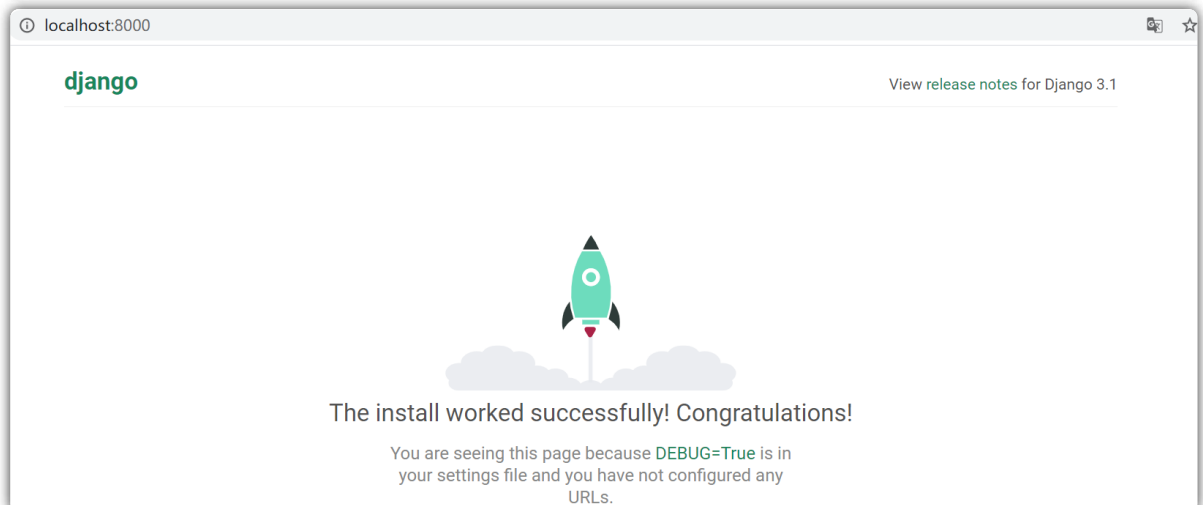 localhost:8000
django
View release notes for Django 3.1
The install worked successfully! Congratulations!
You are seeing this page because DEBUG=True is in
your settings file and you have not configured any
URLs.